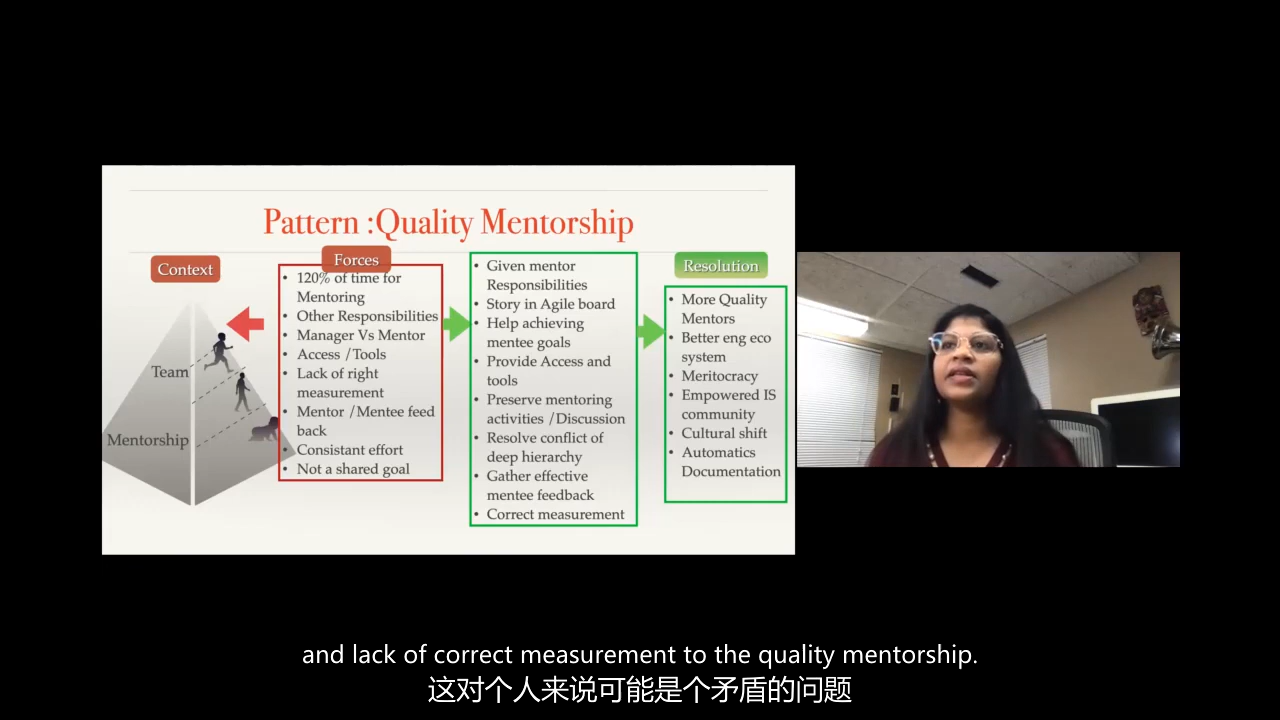 Pattern :Quality Mentorship
Context
Team
Mentorship
Forces
• 120% of time for
Mentoring
• Other Responsibilities
• Manager Vs Mentor
• Access /Tools
• Lack of right
measurement
• Mentor /Mentee feed
back
• Consistant effort
• Not a shared goal
• Given mentor
Responsibilities
• Story in Agile board
• Help achieving
mentee goals
• Provide Access and
tools
• Preserve mentoring
activities /Discussion
• Resolve conflict of
deep hierarchy
• Gather effective
mentee feedback
• Correct measurement
Resolution
• More Quality
Mentors
• Better eng eco
system
• Meritocracy
• Empowered IS
community
• Cultural shift
• Automatics
Documentation
and lack of correct measurement to the quality mentorship.
这对个人来说可能是个矛盾的问题